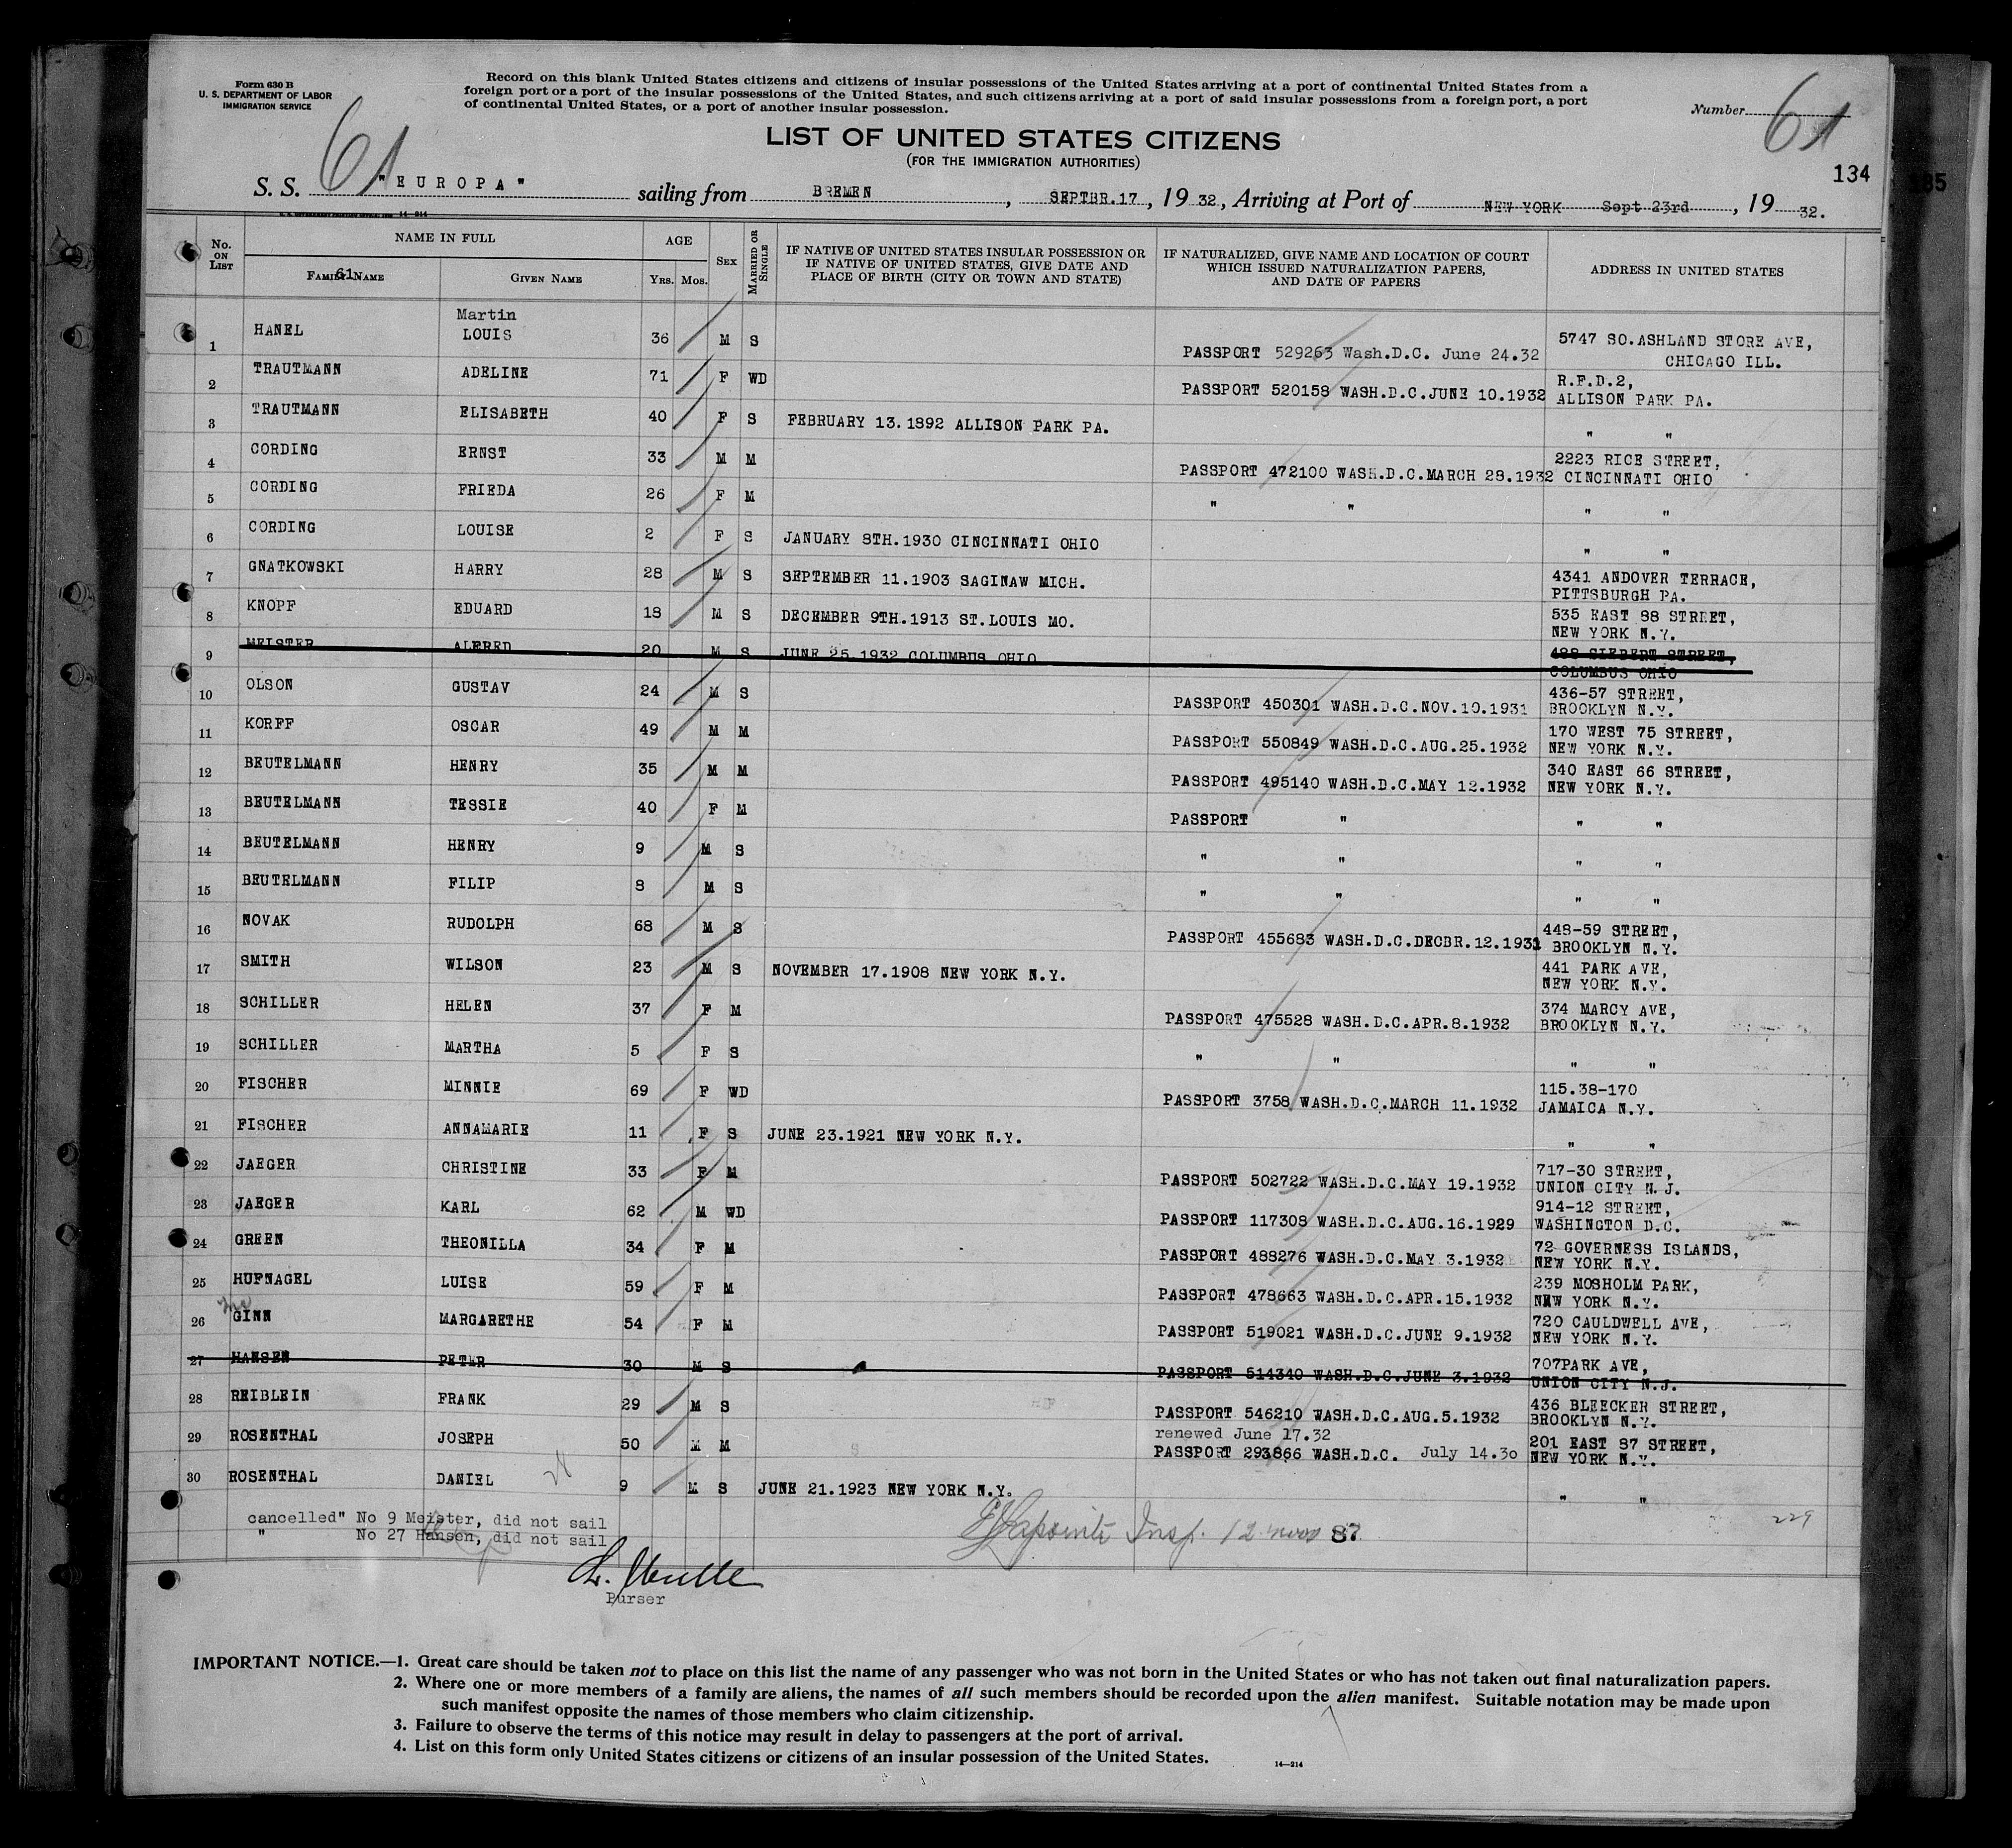 Form 630 B
U. S. DEPARTMENT OF LABOR
IMMIGRATION SERVICE
Record on this blank United States citizens and citizens of insular possessions of the United States arriving at a port of continental United States from a
foreign port or a port of the insular possessions of the United States, and such citizens arriving at a port of said insular possessions from a foreign port, a port
of continental United States, or a port of another insular possession.
Number 61
61
LIST OF UNITED STATES CITIZENS
(FOR THE IMMIGRATION AUTHORITIES)
134
185
S. S. "EUROPA" sailing from BREMEN, SEPTBR.17, 1932, Arriving at Port of NEW YORK Sept 23rd, 1932.
14-214
No. ON LIST
NAME IN FULL
61
FAMILY NAME
GIVEN NAME
AGE
YRS. MOS.
SEX
MARRIED OR SINGLE
IF NATIVE OF UNITED STATES INSULAR POSSESSION OR
IF NATIVE OF UNITED STATES, GIVE DATE AND
PLACE OF BIRTH (CITY OR TOWN AND STATE)
IF NATURALIZED, GIVE NAME AND LOCATION OF COURT
WHICH ISSUED NATURALIZATION PAPERS,
AND DATE OF PAPERS
ADDRESS IN UNITED STATES
Martin
1 HANEL LOUIS 36 M S PASSPORT 529263 Wash.D.C. June 24.32 5747 SO.ASHLAND STORE AVE,
CHICAGO ILL.
2 TRAUTMANN ADELINE 71 F WD PASSPORT 520158 WASH.D.C.JUNE 10.1932 R.F.D.2,
ALLISON PARK PA.
3 TRAUTMANN ELISABETH 40 F S FEBRUARY 13.1892 ALLISON PARK PA. " "
4 CORDING ERNST 33 M M PASSPORT 472100 WASH.D.C.MARCH 28.1932 2223 RICE STREET,
CINCINNATI OHIO
5 CORDING FRIEDA 26 F M " " " "
6 CORDING LOUISE 2 F S JANUARY 8TH.1930 CINCINNATI OHIO " "
7 GNATKOWSKI HARRY 28 M S SEPTEMBER 11.1903 SAGINAW MICH. 4341 ANDOVER TERRACE,
PITTSBURGH PA.
8 KNOPF EDUARD 18 M S DECEMBER 9TH.1913 ST.LOUIS MO. 535 EAST 88 STREET,
NEW YORK N.Y.
9 MEISTER ALFRED 20 M S JUNE 25.1932 COLUMBUS OHIO 488 SIEBERT STREET,
COLUMBUS OHIO
10 OLSON GUSTAV 24 M S PASSPORT 450301 WASH.D.C.NOV.10.1931 436-57 STREET,
BROOKLYN N.Y.
11 KORFF OSCAR 49 M M PASSPORT 550849 WASH.D.C.AUG.25.1932 170 WEST 75 STREET,
NEW YORK N.Y.
12 BEUTELMANN HENRY 35 M M PASSPORT 495140 WASH.D.C.MAY 12.1932 340 EAST 66 STREET,
NEW YORK N.Y.
13 BEUTELMANN TESSIE 40 F M PASSPORT " " "
14 BEUTELMANN HENRY 9 M S " " " "
15 BEUTELMANN FILIP 8 M S " " " "
16 NOVAK RUDOLPH 68 M S PASSPORT 455683 WASH.D.C.DECBR.12.1931 448-59 STREET,
BROOKLYN N.Y.
17 SMITH WILSON 23 M S NOVEMBER 17.1908 NEW YORK N.Y. 441 PARK AVE,
NEW YORK N.Y.
18 SCHILLER HELEN 37 F M PASSPORT 475528 WASH.D.C.APR.8.1932 374 MARCY AVE,
BROOKLYN N.Y.
19 SCHILLER MARTHA 5 F S " " " "
20 FISCHER MINNIE 69 F WD PASSPORT 3758 WASH.D.C.MARCH 11.1932 115.38-170
JAMAICA N.Y.
21 FISCHER ANNAMARIE 11 F S JUNE 23.1921 NEW YORK N.Y. " "
22 JAEGER CHRISTINE 33 F M PASSPORT 502722 WASH.D.C.MAY 19.1932 717-30 STREET,
UNION CITY N.J.
23 JAEGER KARL 62 M WD PASSPORT 117308 WASH.D.C.AUG.16.1929 914-12 STREET,
WASHINGTON D.C.
24 GREEN THEONILLA 34 F M PASSPORT 488276 WASH.D.C.MAY 3.1932 72 GOVERNESS ISLANDS,
NEW YORK N.Y.
25 HUFNAGEL LUISE 59 F M PASSPORT 478663 WASH.D.C.APR.15.1932 239 MOSHOLM PARK,
NEW YORK N.Y.
26 Mc GINN MARGARETHE 54 F M PASSPORT 519021 WASH.D.C.JUNE 9.1932 720 CAULDWELL AVE,
NEW YORK N.Y.
27 HANSEN PETER 30 M S PASSPORT 514340 WASH.D.C.JUNE 3.1932 707PARK AVE,
UNION CITY N.J.
28 REIBLEIN FRANK 29 M S PASSPORT 546210 WASH.D.C.AUG.5.1932 436 BLEECKER STREET,
BROOKLYN N.Y.
renewed June 17.32
29 ROSENTHAL JOSEPH 50 M M PASSPORT 293866 WASH.D.C. July 14.30 201 EAST 87 STREET,
NEW YORK N.Y.
30 ROSENTHAL DANIEL 9 M S JUNE 21.1923 NEW YORK N.Y. " "
cancelled" No 9 Meister, did not sail
" No 27 Hansen, did not sail
Insp. 12 noon 87
229
Purser
IMPORTANT NOTICE.—1. Great care should be taken not to place on this list the name of any passenger who was not born in the United States or who has not taken out final naturalization papers.
2. Where one or more members of a family are aliens, the names of all such members should be recorded upon the alien manifest. Suitable notation may be made upon
such manifest opposite the names of those members who claim citizenship.
3. Failure to observe the terms of this notice may result in delay to passengers at the port of arrival.
4. List on this form only United States citizens or citizens of an insular possession of the United States.
14—214